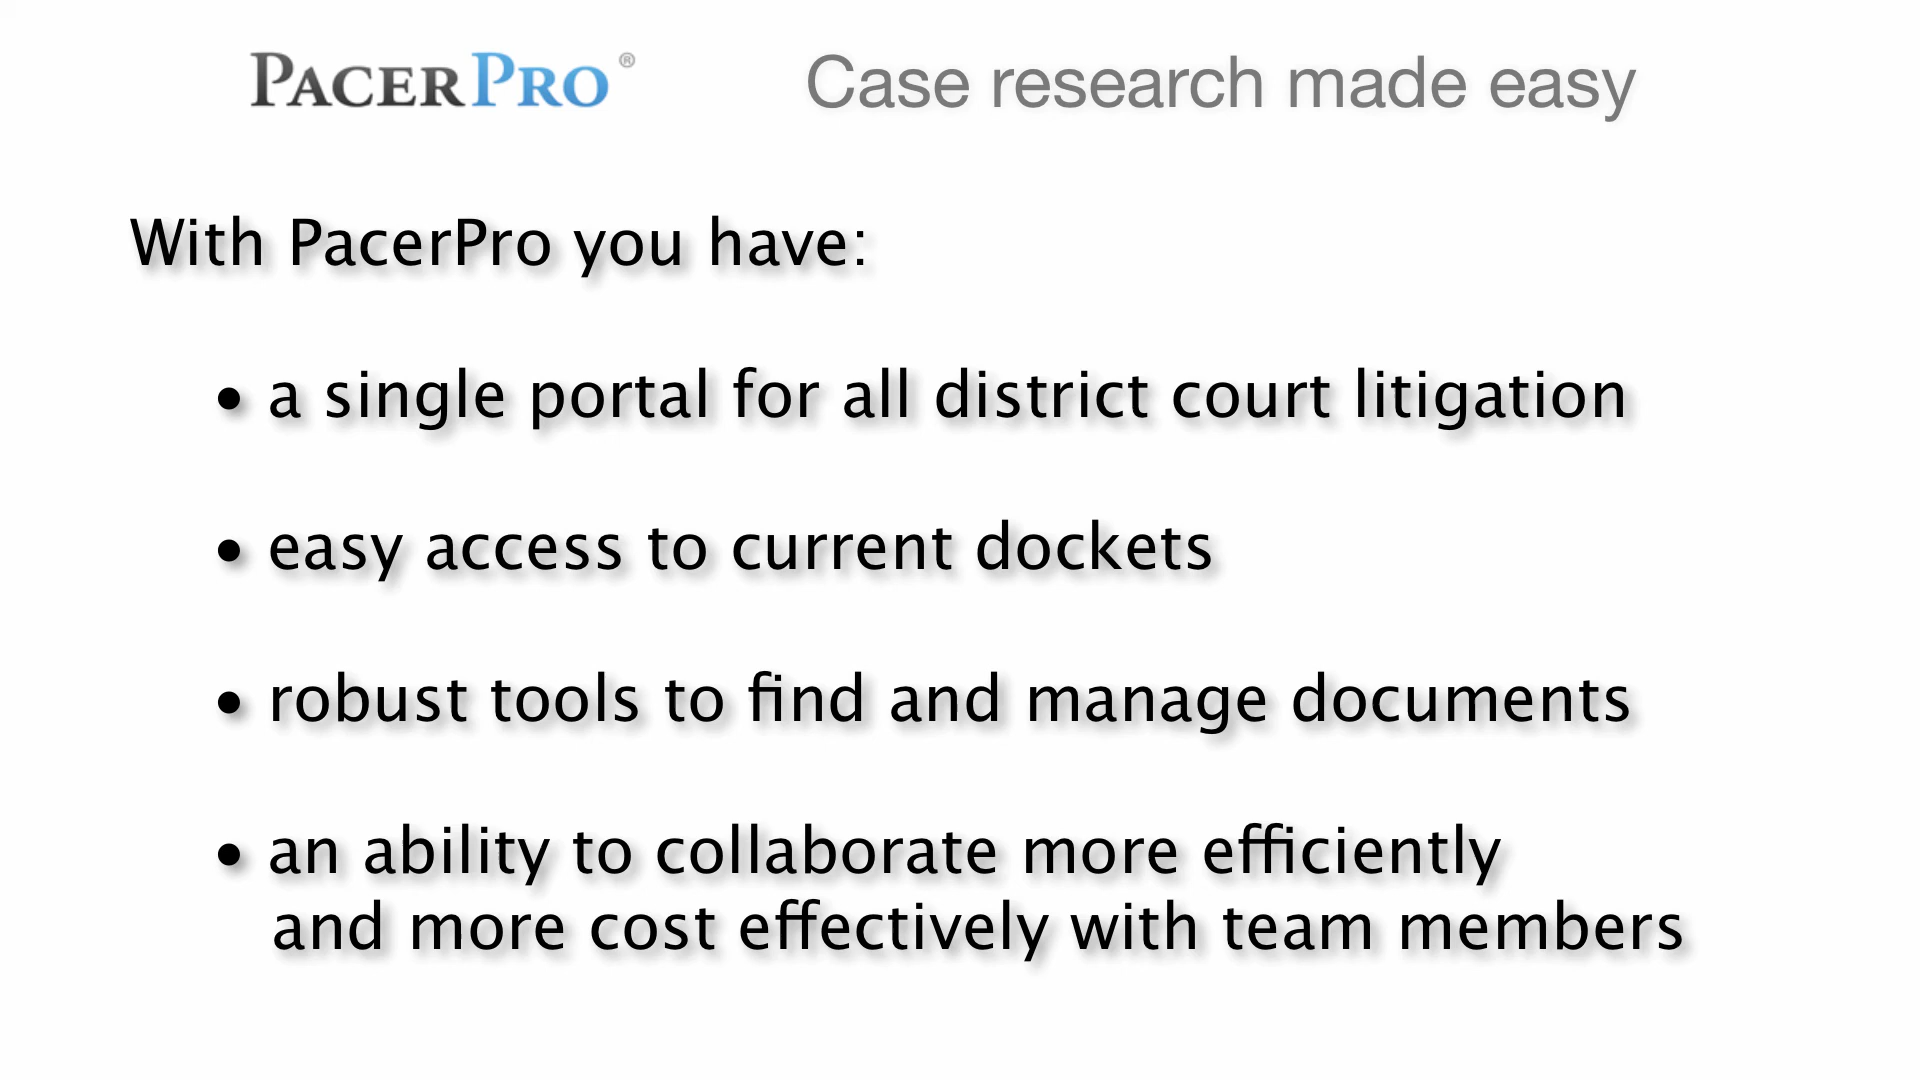 PACERPRO® Case research made easy
With PacerPro you have:
• a single portal for all district court litigation
• easy access to current dockets
• robust tools to find and manage documents
• an ability to collaborate more efficiently
and more cost effectively with team members